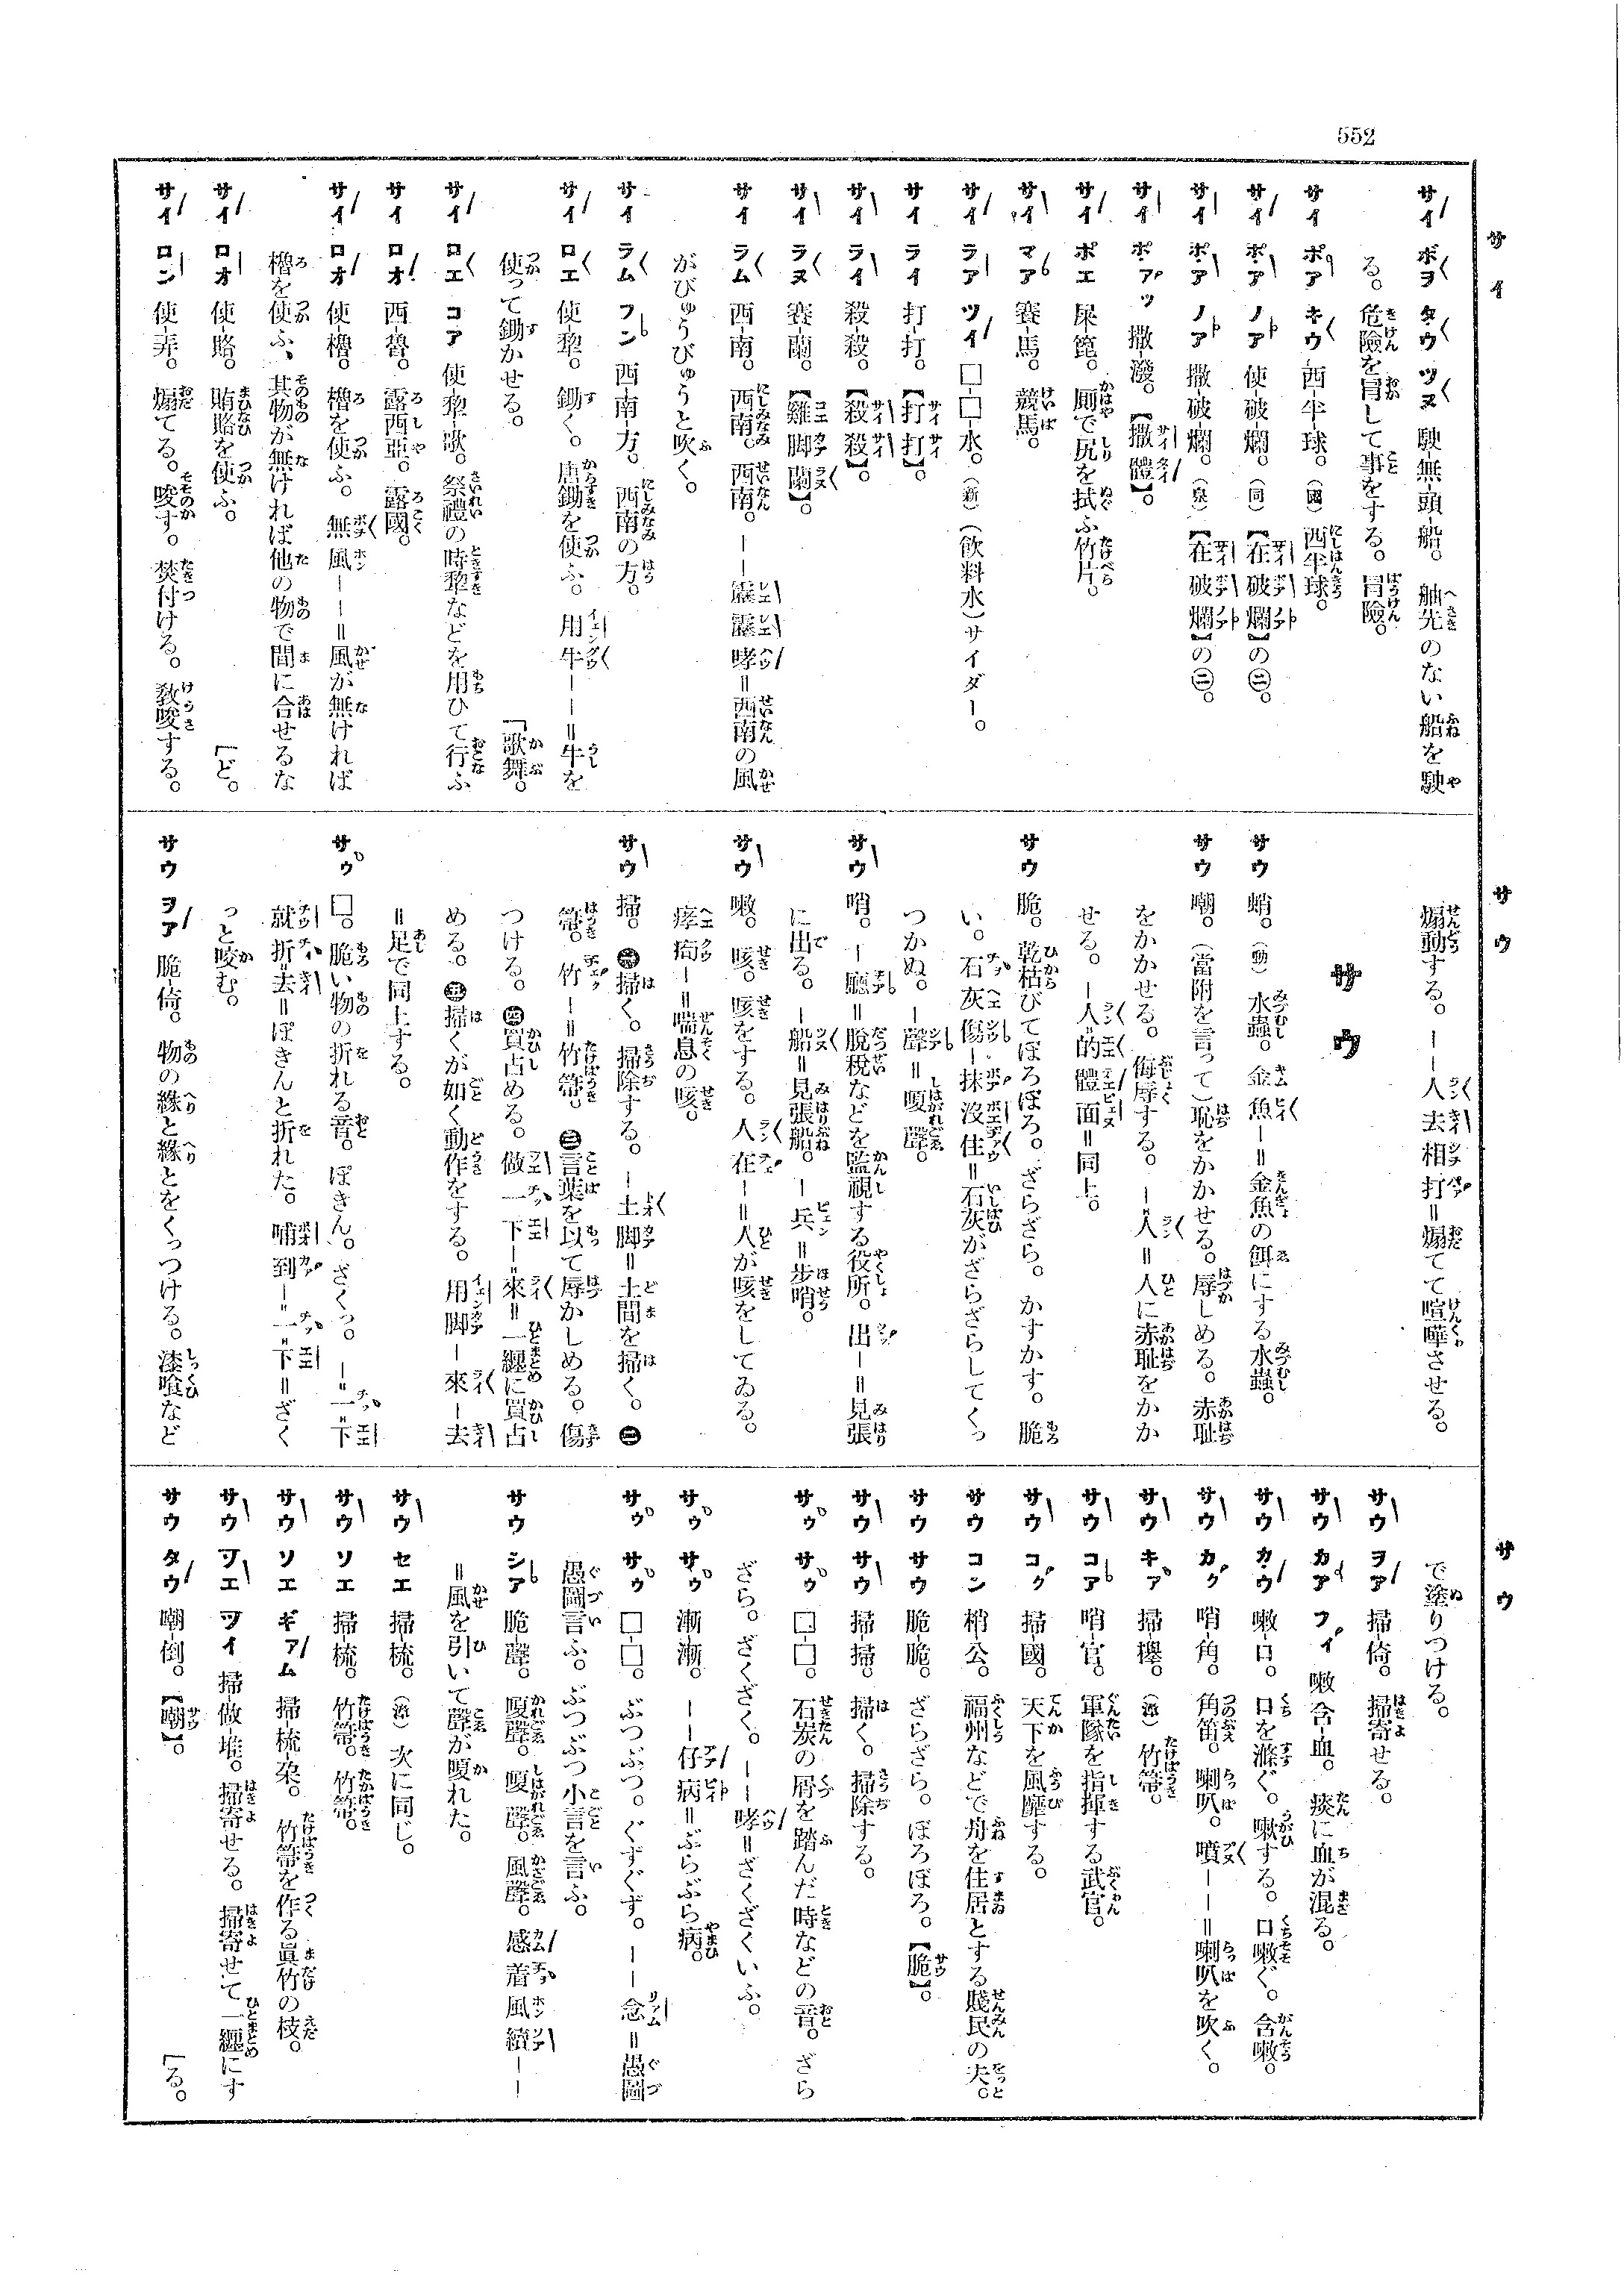 552
サイ
サイ ボヲ タウ ツヌ 駛-無-頭-船。 舳先のない船を駛
る。危險を冒して事をする。冒險。
サイ ポア キウ 西-半-球。(國) 西半球。
サイ ポア ノア 使-破-爛。(同)【在破爛】の㊁。
サイ ポア ノア 撒-破-爛。(泉)【在破爛】の㊁。
サイ ポアッ 撒-潑。【撒體】。
サイ ポエ 屎-箆。 厠で尻を拭ふ竹片。
サイ マア 賽-馬。 競馬。
サイ ラア ツイ □-□-水。(新)(飲料水)サイダー。
サイ ライ 打-打。【打打】。
サイ ライ 殺-殺。【殺殺】。
サイ ラヌ 賽-蘭。【雞脚蘭】。
サイ ラム 西-南。 西南。西南。――靂靂哮=西南の風
がびゅうびゅうと吹く。
サイ ラム フン 西-南-方。 西南の方。
サイ ロエ 使-犂。 鋤く。唐鋤を使ふ。用牛――=牛を
使って鋤かせる。 「歌舞。
サイ ロエ コア 使-犂-歌。祭禮の時犂などを用ひて行ふ
サイ ロオ 西-魯。 露西亞。露國。
サイ ロオ 使-櫓。 櫓を使ふ。無風――=風が無ければ
櫓を使ふ、其物が無ければ他の物で間に合せるな
サイ ロオ 使-賂。 賄賂を使ふ。 「ど。
サイ ロン 使-弄。 煽てる。唆す。焚付ける。敎唆する。
サウ
煽動する。――人去相打=煽てて喧嘩させる。
サウ
サウ 蛸。(動) 水蟲。金魚-=金魚の餌にする水蟲。
サウ 嘲。(當附を言って)恥をかかせる。辱しめる。赤恥
をかかせる。侮辱する。-人=人に赤恥をかか
せる。-人的體面=同上。
サウ 脆。 乾枯びてぼろぼろ。ざらざら。かすかす。脆
い。石灰傷-抹沒住=石灰がざらざらしてくっ
つかぬ。-聲=嗄聲。
サウ 哨。-廳=脫稅などを監視する役所。出-=見張
に出る。-船=見張船。-兵=步哨。
サウ 嗽。 咳。咳をする。人在-=人が咳をしてゐる。
痚疴-=喘息の咳。
サウ 掃。㊀掃く。掃除する。-土脚=土間を掃く。㊁
箒。竹-=竹箒。㊂言葉を以て辱かしめる。傷
つける。㊃買占める。做一下-來=一纏に買占
める。㊄掃くが如く動作をする。用脚-來-去
=足で同上する。
サウ □。 脆い物の折れる音。ぽきん。ざくっ。-一下
就折去=ぽきんと折れた。哺到-一下=ざく
っと咬む。
サウ ヲア 脆-倚。 物の緣と緣とをくっつける。漆喰など
サウ
で塗りつける。
サウ ヲア 掃-倚。 掃寄せる。
サウ カア フイ 嗽-含-血。 痰に血が混る。
サウ カウ 嗽-口。 口を滌ぐ。嗽する。口嗽ぐ。含嗽。
サウ カク 哨-角。 角笛。喇叭。噴――=喇叭を吹く。
サウ キア 掃-攑。(漳) 竹箒。
サウ コア 哨-官。 軍隊を指揮する武官。
サウ コク 掃-國。 天下を風靡する。
サウ コン 梢-公。 福州などで舟を住居とする賤民の夫。
サウ サウ 脆-脆。 ざらざら。ぼろぼろ。【脆】。
サウ サウ 掃-掃。 掃く。掃除する。
サウ サウ □-□。 石炭の屑を踏んだ時などの音。ざら
ざら。ざくざく。――哮=ざくざくいふ。
サウ サウ 漸漸。――仔病=ぶらぶら病。
サウ サウ □-□。 ぶつぶつ。ぐずぐず。――念=愚圖
愚圖言ふ。ぶつぶつ小言を言ふ。
サウ シア 脆-聲。 嗄聲。嗄聲。風聲。感着風續――
=風を引いて聲が嗄れた。
サウ セエ 掃-梳。(漳) 次に同じ。
サウ ソエ 掃-梳。 竹箒。竹箒。
サウ ソエ ギアム 掃-梳-枲。 竹箒を作る眞竹の枝。
サウ ツエ ツイ 掃-做-堆。 掃寄せる。掃寄せて一纏にす
サウ タウ 嘲-倒。【嘲】。 「る。